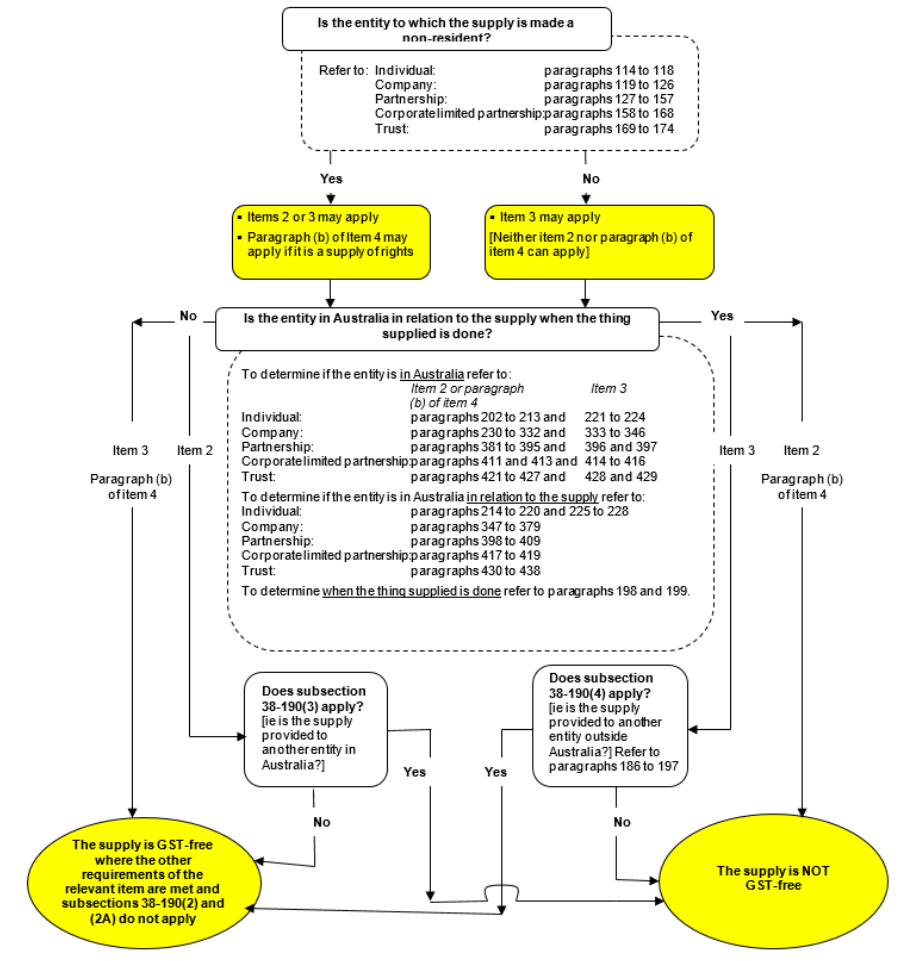 Is the entity to which the supply is made a
non-resident?
Refer to: Individual: paragraphs 114 to 118
Company: paragraphs 119 to 126
Partnership: paragraphs 127 to 157
Corporate limited partnership: paragraphs 158 to 168
Trust: paragraphs 169 to 174
Yes
No
▪ Items 2 or 3 may apply
▪ Paragraph (b) of Item 4 may
apply if it is a supply of rights
▪ Item 3 may apply
[Neither item 2 nor paragraph (b) of
item 4 can apply]
No
Is the entity in Australia in relation to the supply when the thing
supplied is done?
Yes
To determine if the entity is in Australia refer to:
Item 2 or paragraph Item 3
(b) of item 4
Individual: paragraphs 202 to 213 and 221 to 224
Company: paragraphs 230 to 332 and 333 to 346
Partnership: paragraphs 381 to 395 and 396 and 397
Corporate limited partnership: paragraphs 411 and 413 and 414 to 416
Trust: paragraphs 421 to 427 and 428 and 429
To determine if the entity is in Australia in relation to the supply refer to:
Individual: paragraphs 214 to 220 and 225 to 228
Company: paragraphs 347 to 379
Partnership: paragraphs 398 to 409
Corporate limited partnership: paragraphs 417 to 419
Trust: paragraphs 430 to 438
To determine when the thing supplied is done refer to paragraphs 198 and 199.
Item 3
Paragraph (b)
of item 4
Item 2
Item 3
Item 2
Paragraph (b)
of item 4
Does subsection
38-190(3) apply?
[ie is the supply
provided to
another entity in
Australia?]
Does subsection
38-190(4) apply?
[ie is the supply
provided to another
entity outside
Australia?] Refer to
paragraphs 186 to 197
Yes
Yes
No
No
The supply is GST-free
where the other
requirements of the
relevant item are met and
subsections 38-190(2) and
(2A) do not apply
The supply is NOT
GST-free